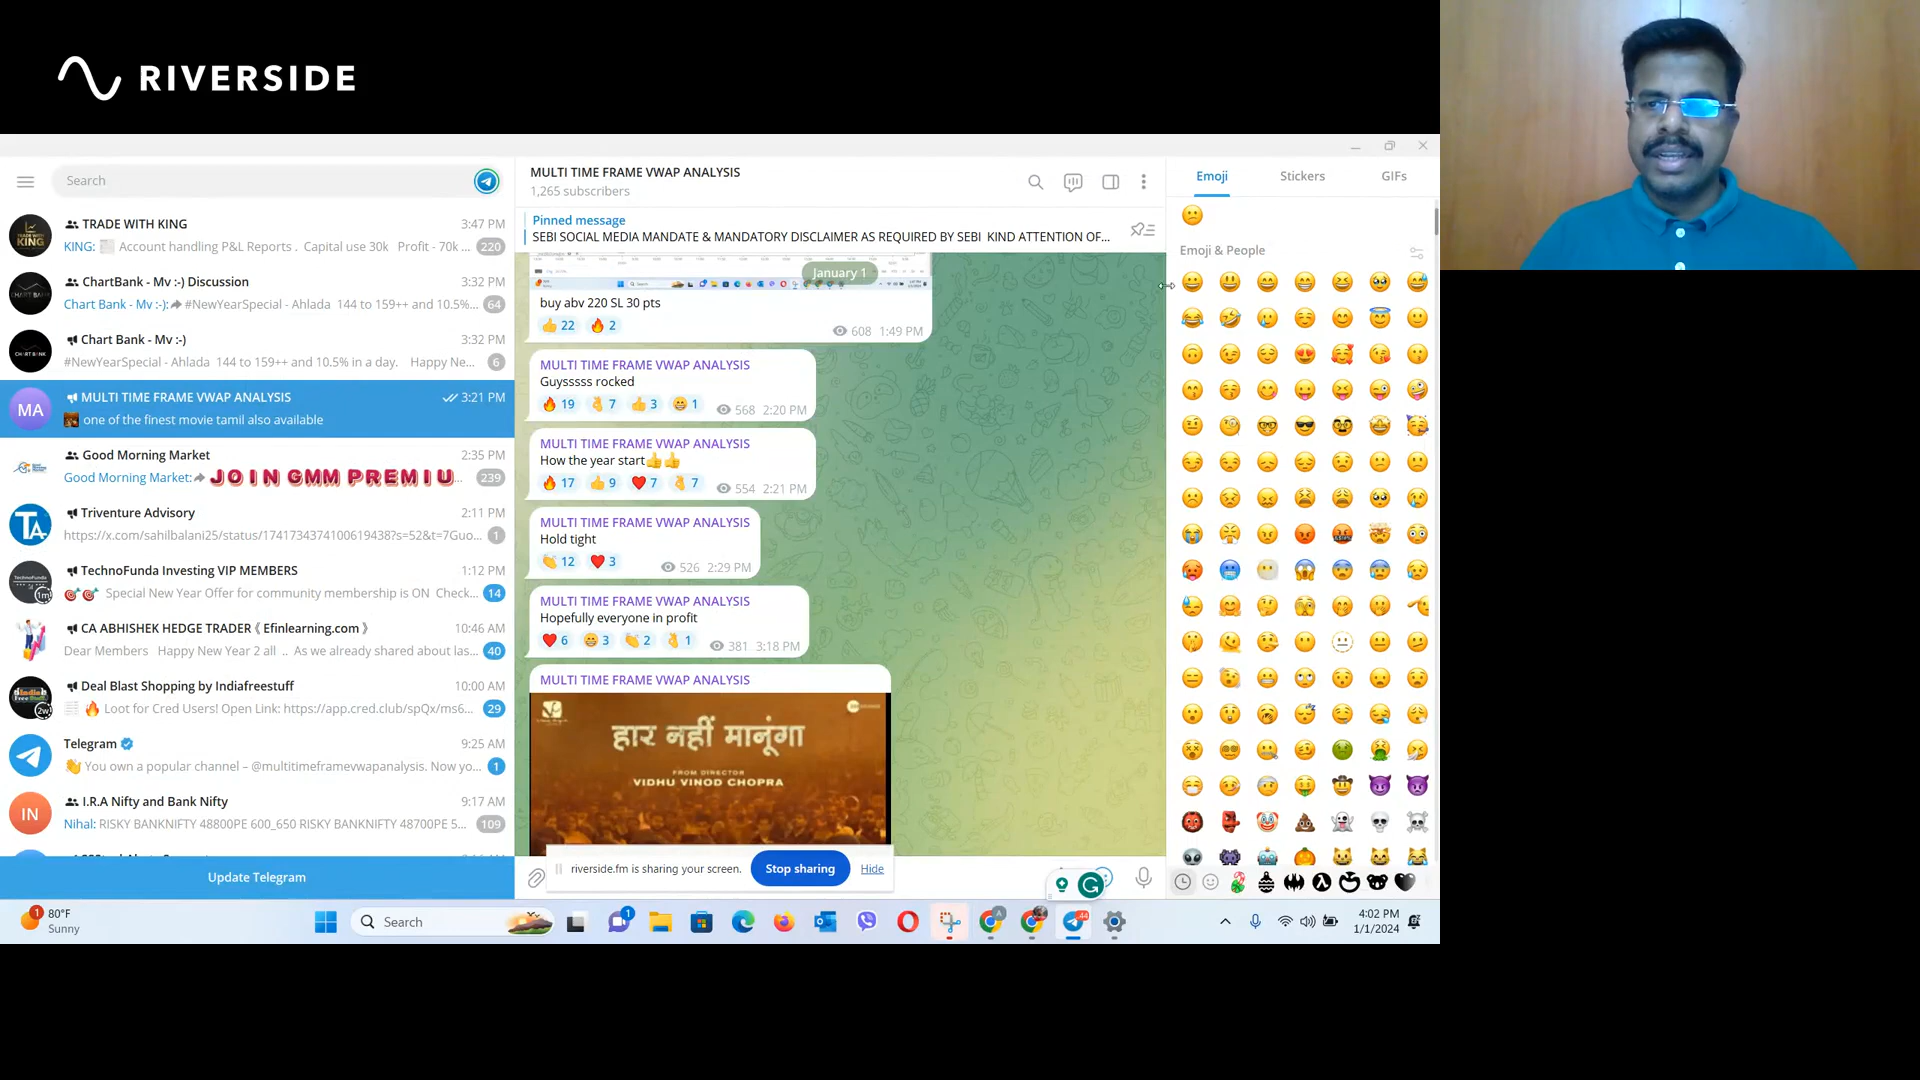 RIVERSIDE
Search
TRADE WITH KING
3:47 PM
KING: Account handling P&L Reports . Capital use 30k Profit - 70k ...
220
ChartBank - Mv :-) Discussion
3:32 PM
Chart Bank - Mv :-): #NewYearSpecial - Ahlada 144 to 159++ and 10.5%...
64
Chart Bank - Mv :-)
3:32 PM
#NewYearSpecial - Ahlada 144 to 159++ and 10.5% in a day. Happy Ne...
6
MA
MULTI TIME FRAME VWAP ANALYSIS
3:21 PM
one of the finest movie tamil also available
Good Morning Market
2:35 PM
Good Morning Market: JOIN GMM PREMIU...
239
TA
Triventure Advisory
2:11 PM
https://x.com/sahilbalani25/status/1741734374100619438?s=52&t=7Guo...
1
TechnoFunda Investing VIP MEMBERS
1:12 PM
Special New Year Offer for community membership is ON Check...
14
1m
CA ABHISHEK HEDGE TRADER《 Efinlearning.com 》
10:46 AM
Dear Members Happy New Year 2 all .. As we already shared about las...
40
Deal Blast Shopping by Indiafreestuff
10:00 AM
🔥 Loot for Cred Users! Open Link: https://app.cred.club/spQx/ms6...
29
2w
Telegram
9:25 AM
👋 You own a popular channel – @multitimeframevwapanalysis. Now yo...
1
IN
I.R.A Nifty and Bank Nifty
9:17 AM
Nihal: RISKY BANKNIFTY 48800PE 600_650 RISKY BANKNIFTY 48700PE 5...
109
Update Telegram
MULTI TIME FRAME VWAP ANALYSIS
1,265 subscribers
Pinned message
SEBI SOCIAL MEDIA MANDATE & MANDATORY DISCLAIMER AS REQUIRED BY SEBI KIND ATTENTION OF...
January 1
buy abv 220 SL 30 pts
👍 22 🔥 2
608 1:49 PM
MULTI TIME FRAME VWAP ANALYSIS
Guysssss rocked
🔥 19 👌 7 👍 3 😁 1
568 2:20 PM
MULTI TIME FRAME VWAP ANALYSIS
How the year start👍👍
🔥 17 👍 9 ❤️ 7 👌 7
554 2:21 PM
MULTI TIME FRAME VWAP ANALYSIS
Hold tight
👏 12 ❤️ 3
526 2:29 PM
MULTI TIME FRAME VWAP ANALYSIS
Hopefully everyone in profit
❤️ 6 😁 3 👏 2 👌 1
381 3:18 PM
MULTI TIME FRAME VWAP ANALYSIS
हार नहीं मानूंगा
FROM DIRECTOR
VIDHU VINOD CHOPRA
riverside.fm is sharing your screen.
Stop sharing
Hide
Emoji
Stickers
GIFs
Emoji & People
1
80°F
Sunny
Search
1
44
4:02 PM
1/1/2024